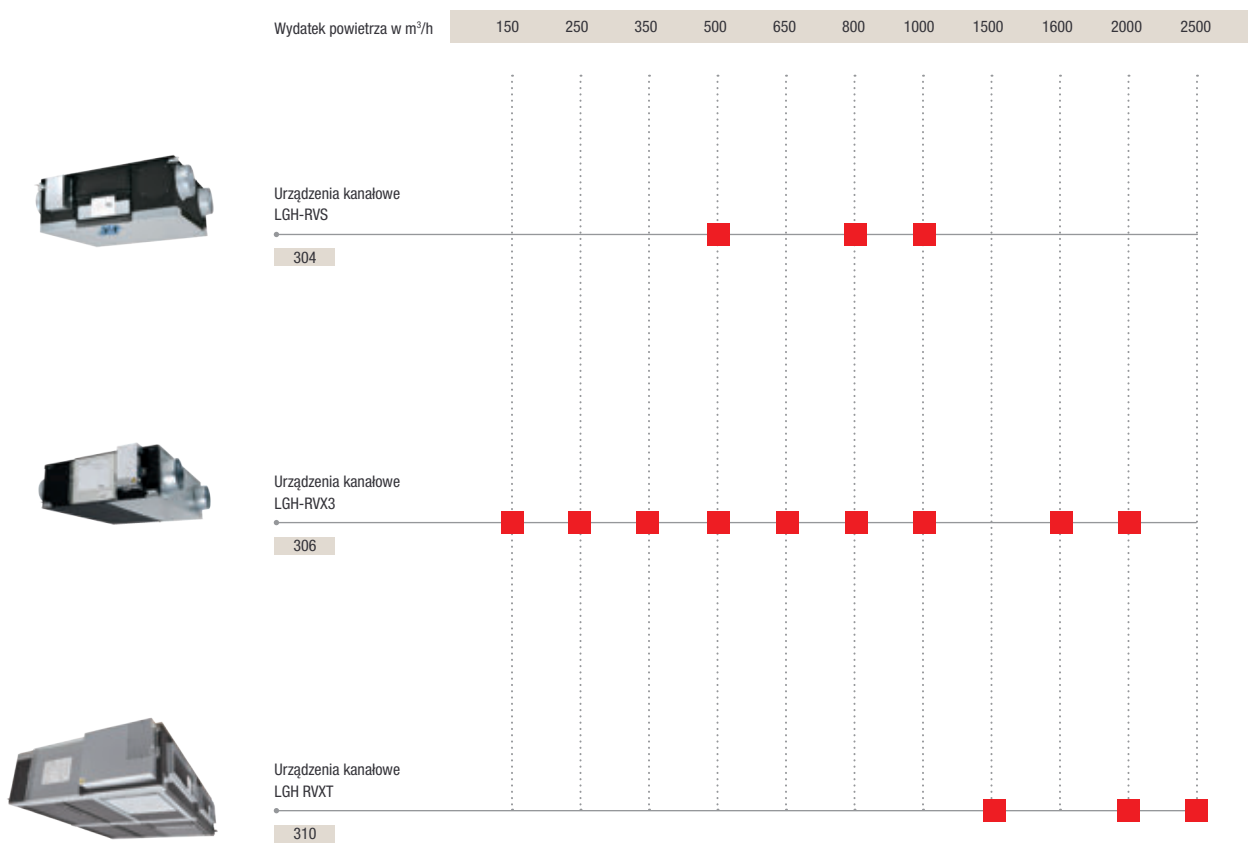 Wydatek powietrza w m³/h 150 250 350 500 650 800 1000 1500 1600 2000 2500
Urządzenia kanałowe
LGH-RVS
304
Urządzenia kanałowe
LGH-RVX3
306
Urządzenia kanałowe
LGH RVXT
310